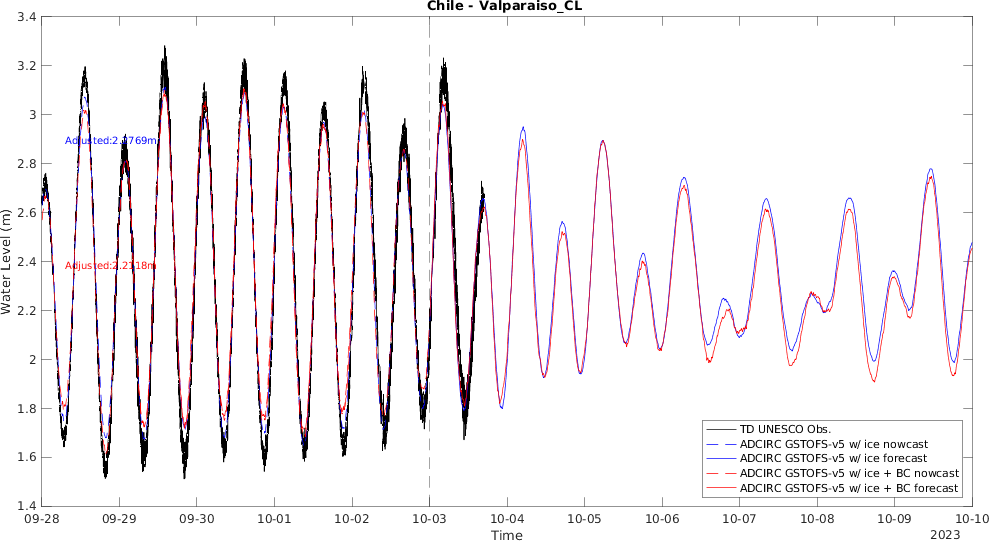 Chile - Valparaiso_CL
3.4
3.2
3
2.8
2.6
2.4
2.2
2
1.8
1.6
1.4
Water Level (m)
Adjusted:2.2118m
TD UNESCO Obs.
ADCIRC GSTOFS-v5 w/ ice nowcast
ADCIRC GSTOFS-v5 w/ ice forecast
ADCIRC GSTOFS-v5 w/ ice + BC nowcast
ADCIRC GSTOFS-v5 w/ ice + BC forecast
09-28 09-29 09-30 10-01 10-02 10-03 10-04 10-05 10-06 10-07 10-08 10-09 10-10
Time
2023